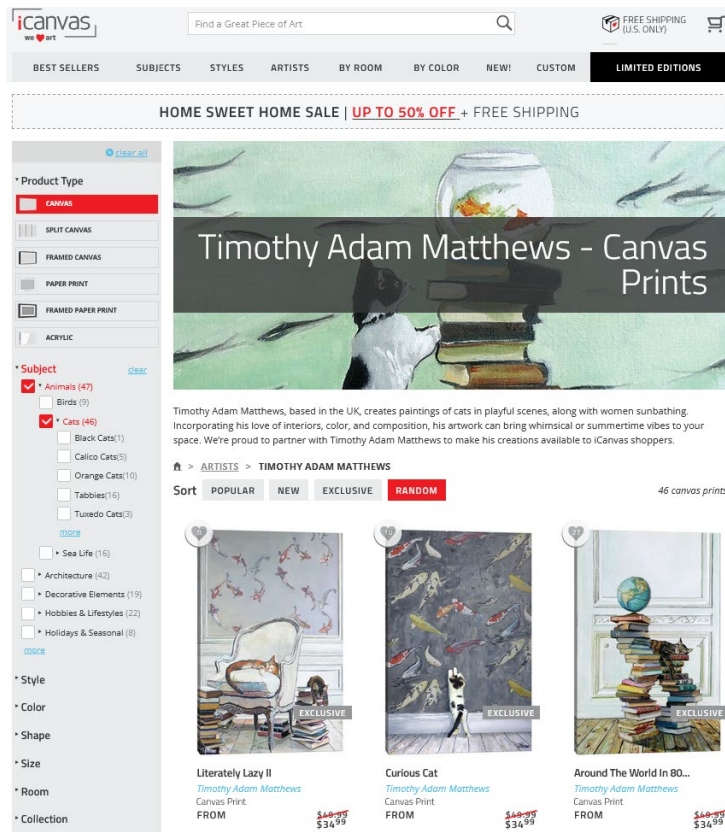 icanvas
we art
Find a Great Piece of Art
FREE SHIPPING
(U.S. ONLY)
BEST SELLERS SUBJECTS STYLES ARTISTS BY ROOM BY COLOR NEW! CUSTOM LIMITED EDITIONS
HOME SWEET HOME SALE | UP TO 50% OFF + FREE SHIPPING
clear all
Product Type
CANVAS
SPLIT CANVAS
FRAMED CANVAS
PAPER PRINT
FRAMED PAPER PRINT
ACRYLIC
Subject clear
Animals (47)
Birds (9)
Cats (46)
Black Cats(1)
Calico Cats(5)
Orange Cats(10)
Tabbies(16)
Tuxedo Cats(3)
more
Sea Life (16)
Architecture (42)
Decorative Elements (19)
Hobbies & Lifestyles (22)
Holidays & Seasonal (8)
more
Style
Color
Shape
Size
Room
Collection
Timothy Adam Matthews - Canvas
Prints
Timothy Adam Matthews, based in the UK, creates paintings of cats in playful scenes, along with women sunbathing.
Incorporating his love of interiors, color, and composition, his artwork can bring whimsical or summertime vibes to your
space. We're proud to partner with Timothy Adam Matthews to make his creations available to iCanvas shoppers.
> ARTISTS > TIMOTHY ADAM MATTHEWS
Sort POPULAR NEW EXCLUSIVE RANDOM 46 canvas prints
EXCLUSIVE EXCLUSIVE EXCLUSIVE
Literately Lazy II
Timothy Adam Matthews
Canvas Print
FROM $49.99
$34.99
Curious Cat
Timothy Adam Matthews
Canvas Print
FROM $49.99
$34.99
Around The World In 80...
Timothy Adam Matthews
Canvas Print
FROM $49.99
$34.99